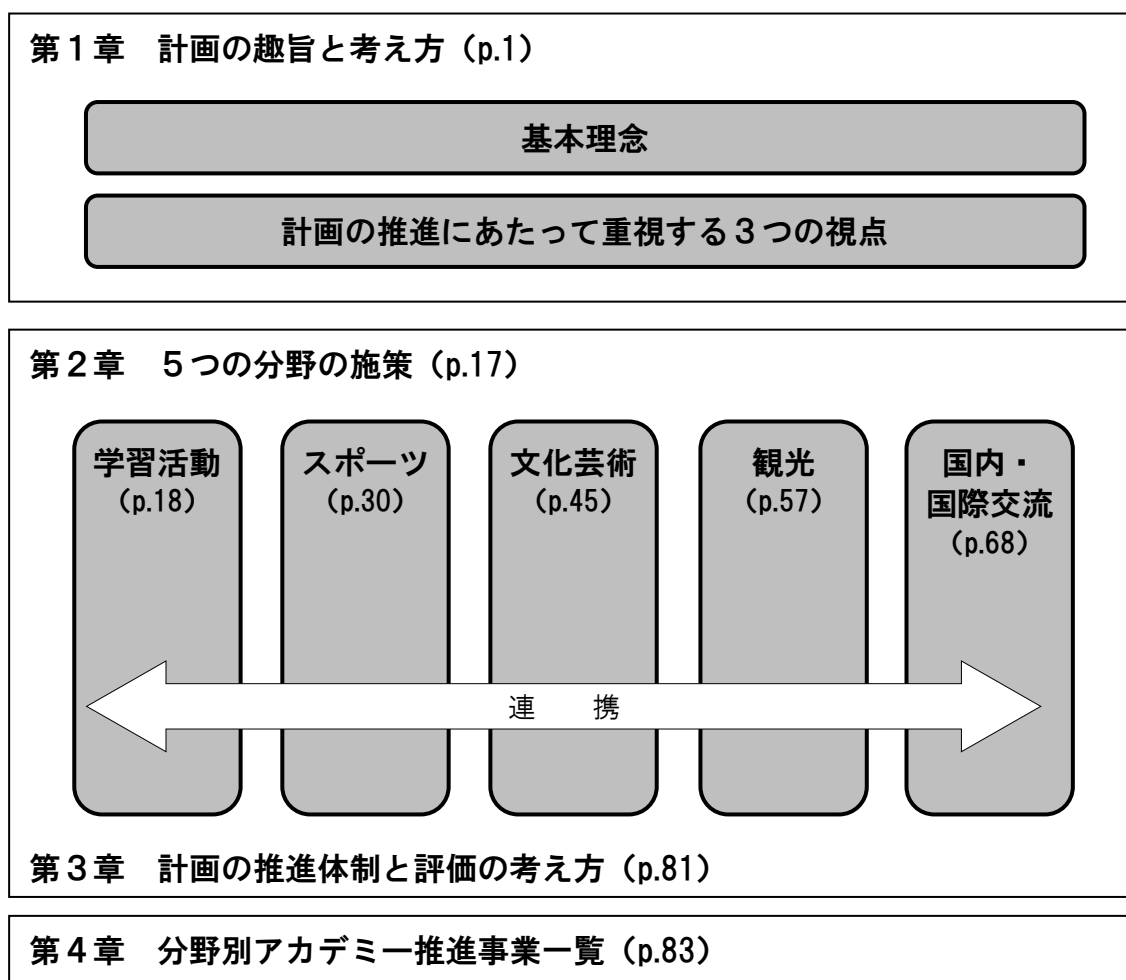 第１章　計画の趣旨と考え方（p.1）
基本理念
計画の推進にあたって重視する３つの視点
第２章　５つの分野の施策（p.17）
学習活動
（p.18）
スポーツ
（p.30）
文化芸術
（p.45）
観光
（p.57）
国内・
国際交流
（p.68）
連　携
第３章　計画の推進体制と評価の考え方（p.81）
第４章　分野別アカデミー推進事業一覧（p.83）